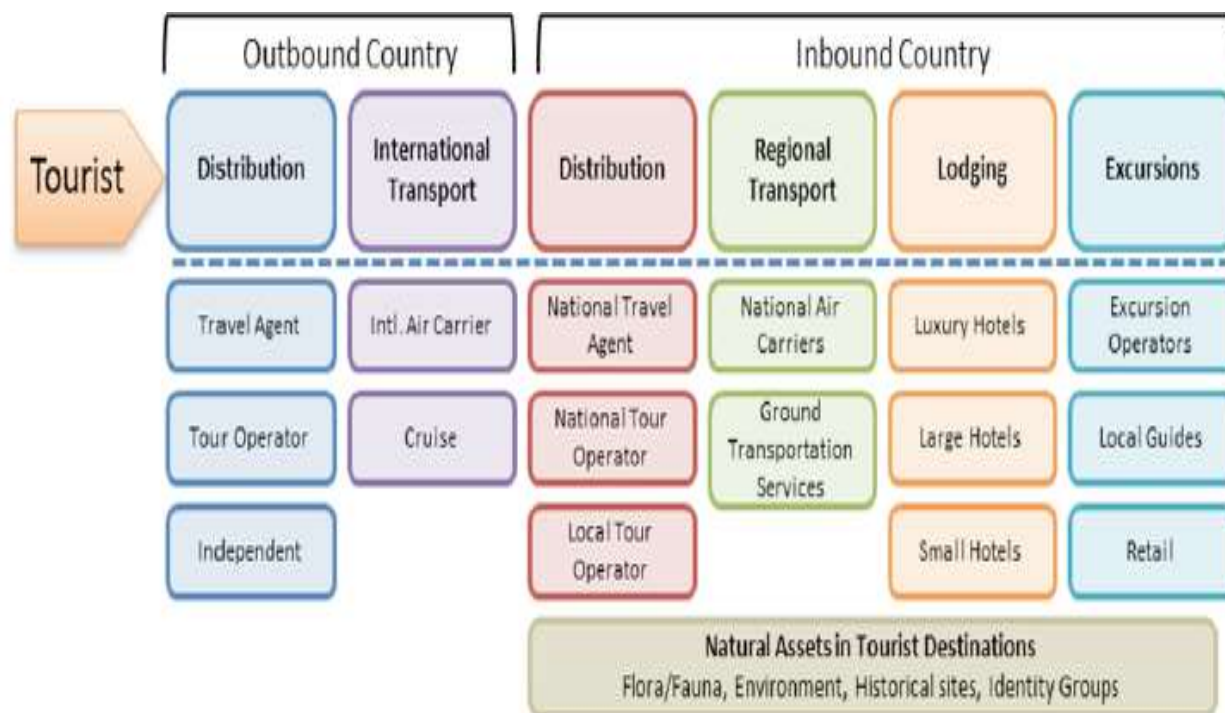 Outbound Country
Inbound Country
Tourist
Distribution
International
Transport
Distribution
Regional
Transport
Lodging
Excursions
Travel Agent
Intl. Air Carrier
National Travel
Agent
National Air
Carriers
Luxury Hotels
Excursion
Operators
Tour Operator
Cruise
National Tour
Operator
Ground
Transportation
Services
Large Hotels
Local Guides
Independent
Local Tour
Operator
Small Hotels
Retail
Natural Assets in Tourist Destinations
Flora/Fauna, Environment, Historical sites, Identity Groups